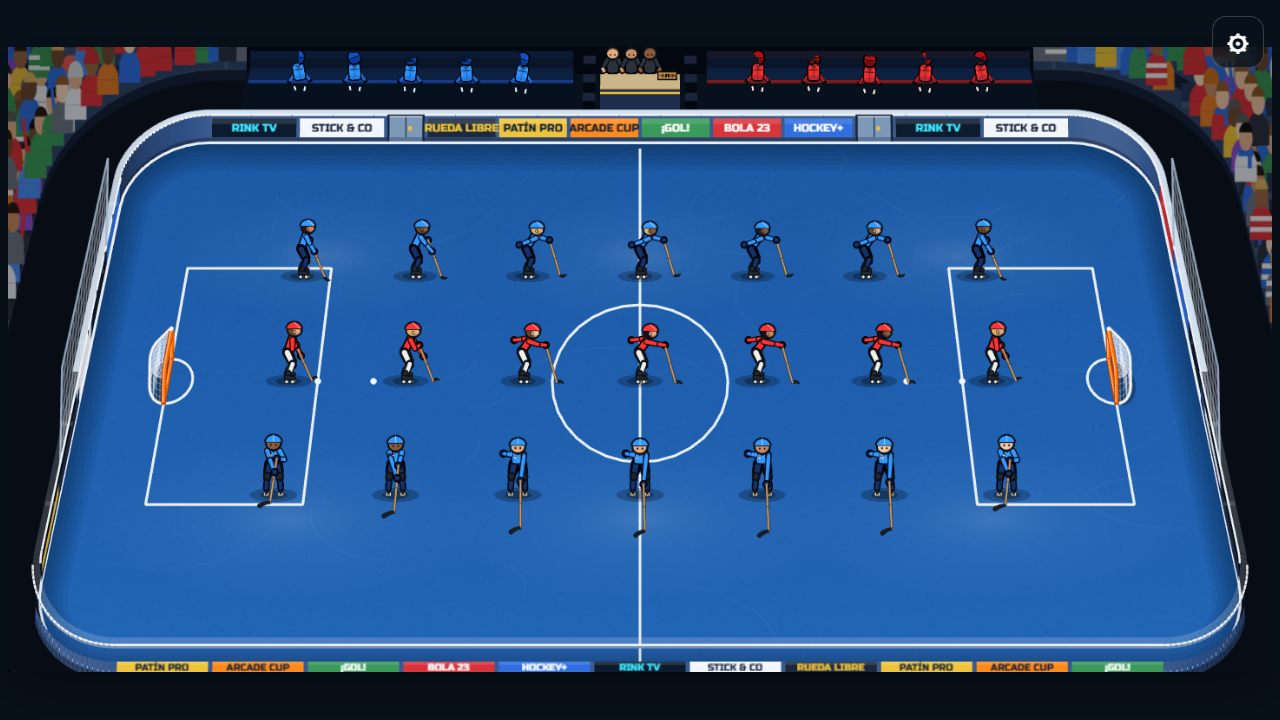 RINK TV STICK & CO RUEDA LIBRE PATÍN PRO ARCADE CUP ¡GOL! BOLA 23 HOCKEY+ RINK TV STICK & CO
PATÍN PRO ARCADE CUP ¡GOL! BOLA 23 HOCKEY+ RINK TV STICK & CO RUEDA LIBRE PATÍN PRO ARCADE CUP ¡GOL!